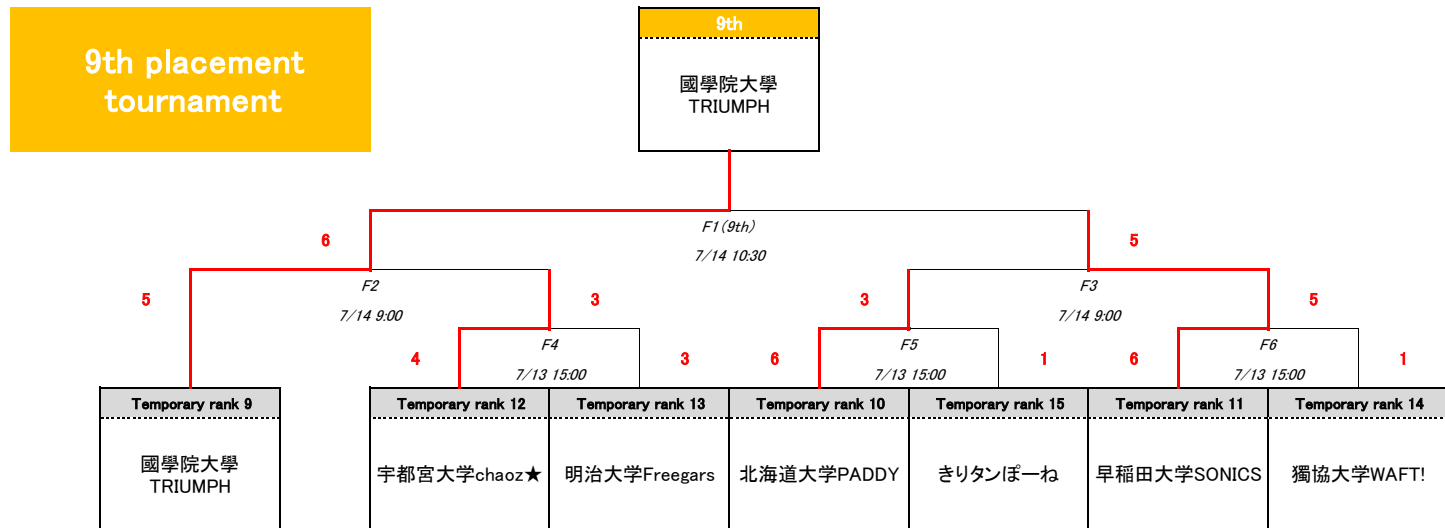 9th placement
tournament
9th
國學院大學
TRIUMPH
F1(9th)
6
5
7/14 10:30
F2
F3
5
3
3
5
7/14 9:00
7/14 9:00
F4
F5
F6
4
3
6
1
6
1
7/13 15:00
7/13 15:00
7/13 15:00
Temporary rank 9
Temporary rank 12
Temporary rank 13
Temporary rank 10
Temporary rank 15
Temporary rank 11
Temporary rank 14
國學院大學
TRIUMPH
宇都宮大学chaoz★
明治大学Freegars
北海道大学PADDY
きりタンぽーね
早稲田大学SONICS
獨協大学WAFT!